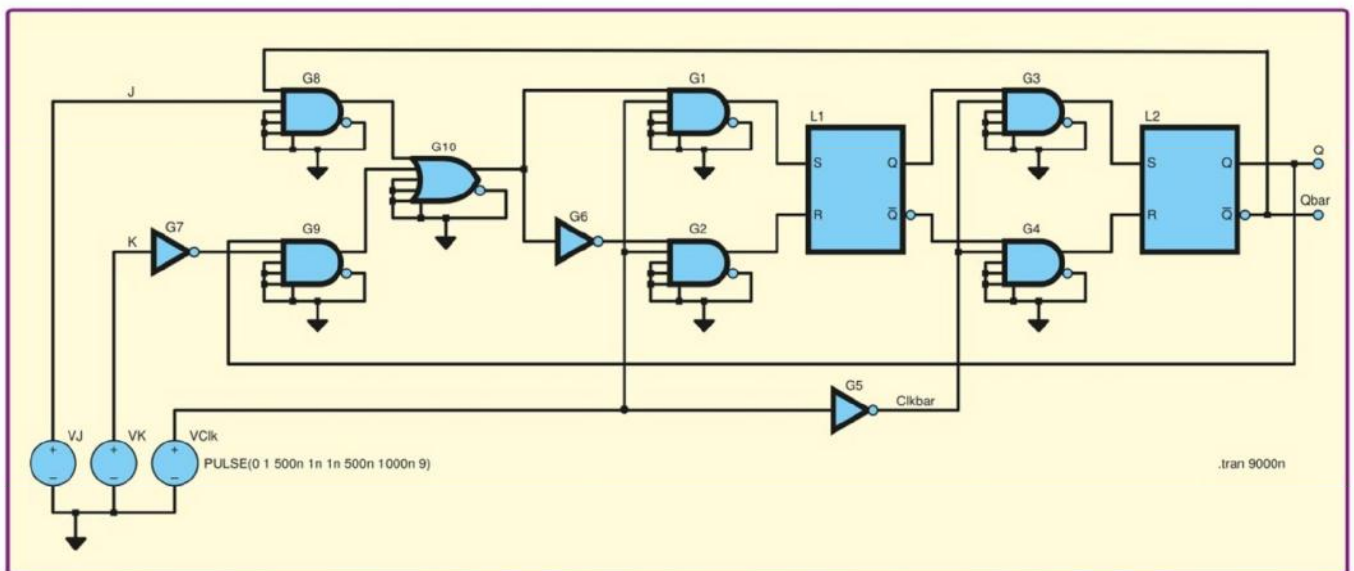 G8
G1
G3
J
L1
L2
G10
S
Q
S
Q
Q
Qbar
G7
G9
G6
G2
R
Q̅
G4
R
Q̅
K
G5
Clkbar
VJ
VK
VClk
+
+
+
PULSE(0 1 500n 1n 1n 500n 1000n 9)
.tran 9000n
−
−
−